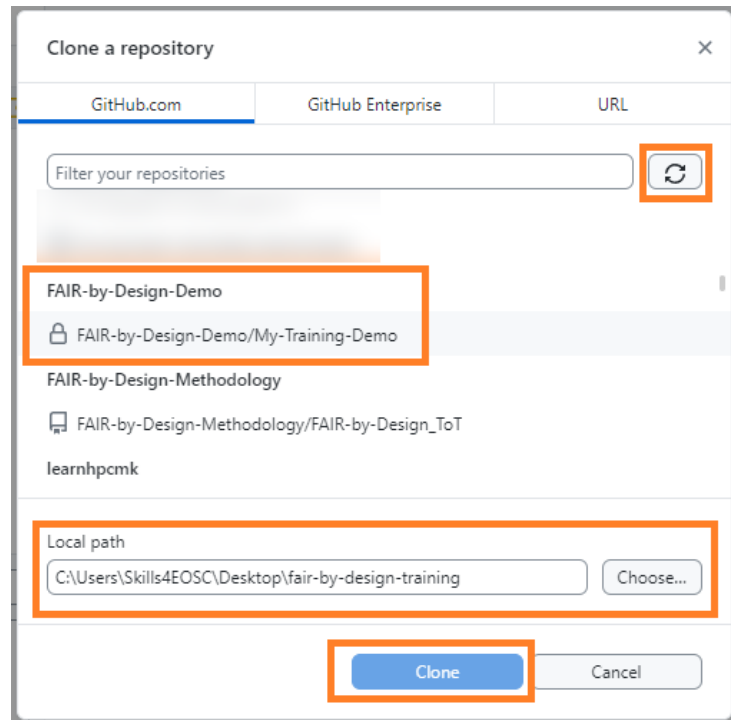 Clone a repository
GitHub.com GitHub Enterprise URL
Filter your repositories
FAIR-by-Design-Demo
FAIR-by-Design-Demo/My-Training-Demo
FAIR-by-Design-Methodology
FAIR-by-Design-Methodology/FAIR-by-Design_ToT
learnhpcmk
Local path
C:\Users\Skills4EOSC\Desktop\fair-by-design-training Choose...
Clone Cancel